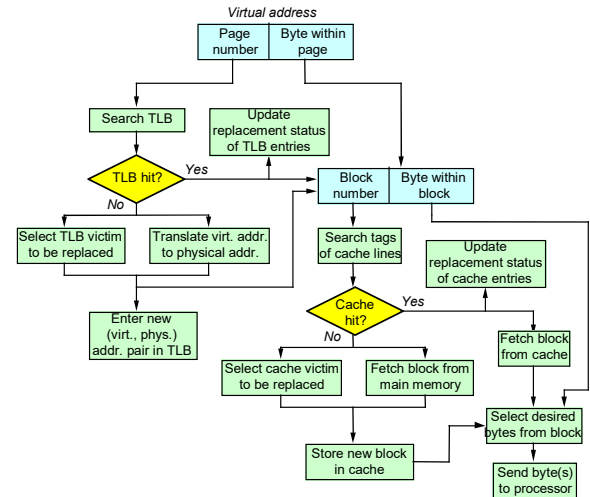 Virtual address
Page
number
Byte within
page
Search TLB
Update
replacement status
of TLB entries
TLB hit?
Yes
No
Block
number
Byte within
block
Select TLB victim
to be replaced
Translate virt. addr.
to physical addr.
Search tags
of cache lines
Update
replacement status
of cache entries
Enter new
(virt., phys.)
addr. pair in TLB
Cache
hit?
Yes
No
Fetch block
from cache
Select cache victim
to be replaced
Fetch block from
main memory
Select desired
bytes from block
Store new block
in cache
Send byte(s)
to processor